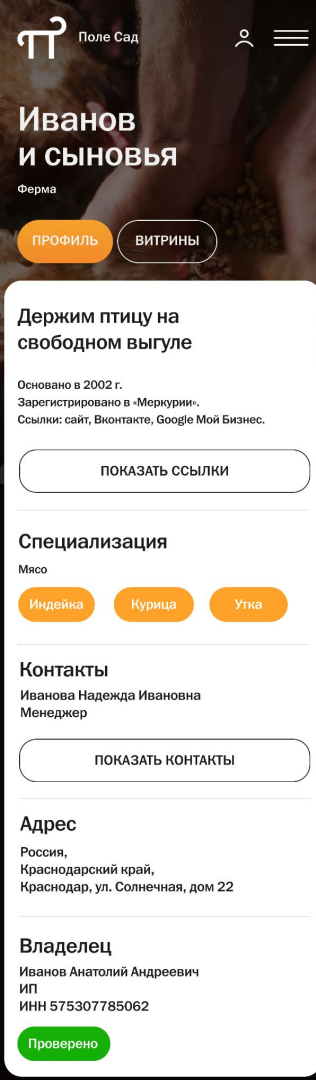 Поле Сад
Иванов
и сыновья
Ферма
ПРОФИЛЬ
ВИТРИНЫ
Держим птицу на
свободном выгуле
Основано в 2002 г.
Зарегистрировано в «Меркурии».
Ссылки: сайт, Вконтакте, Google Мой Бизнес.
ПОКАЗАТЬ ССЫЛКИ
Специализация
Мясо
Индейка
Курица
Утка
Контакты
Иванова Надежда Ивановна
Менеджер
ПОКАЗАТЬ КОНТАКТЫ
Адрес
Россия,
Краснодарский край,
Краснодар, ул. Солнечная, дом 22
Владелец
Иванов Анатолий Андреевич
ИП
ИНН 575307785062
Проверено